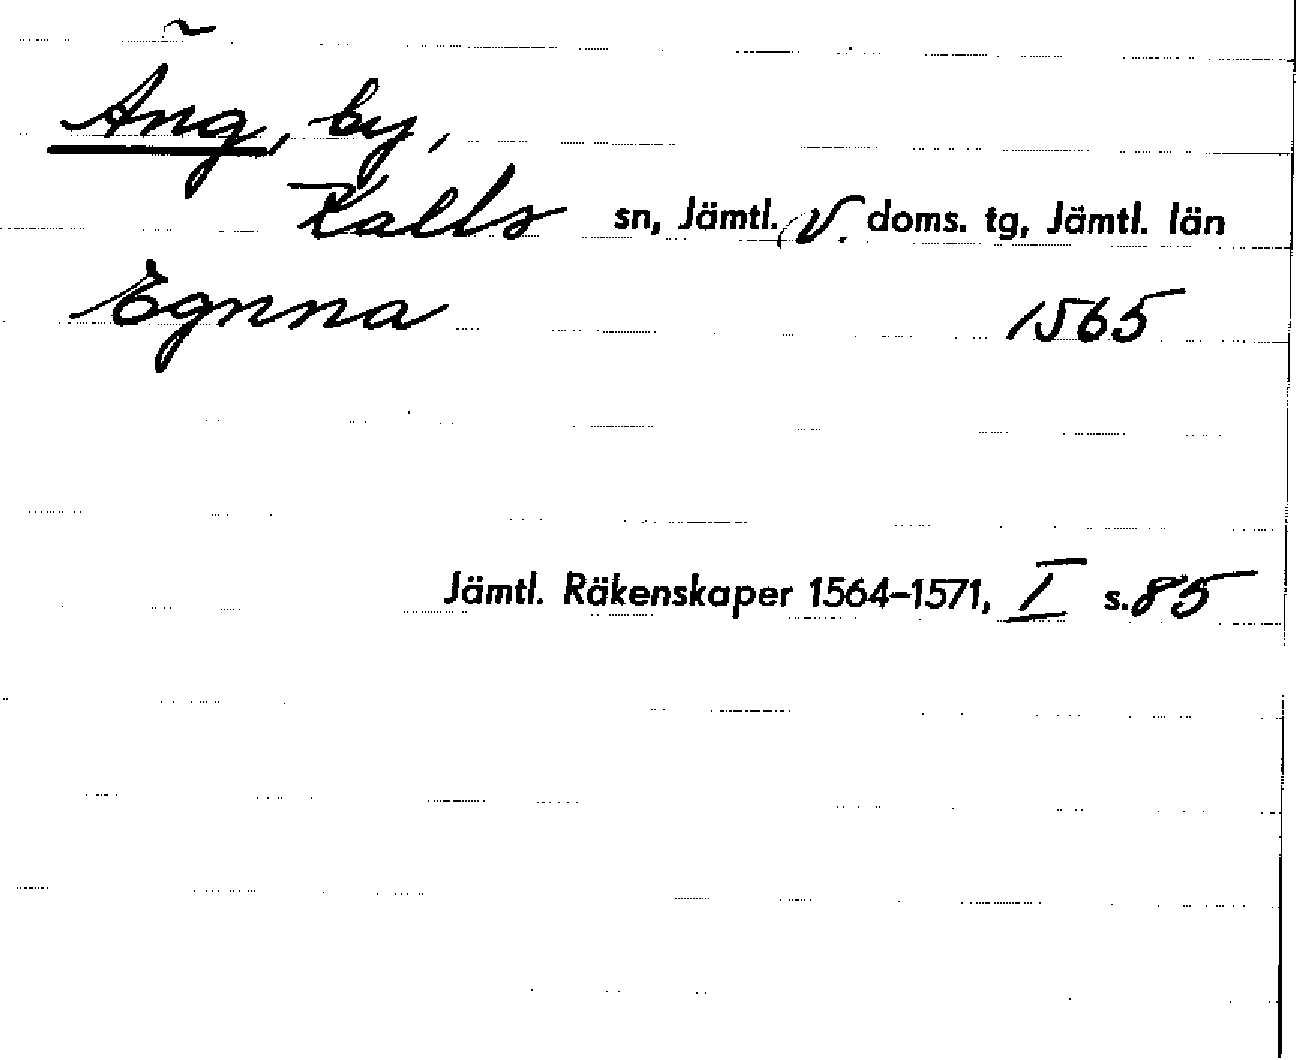 Äng, by,
Kalls sn, Jämtl. v. doms. tg, Jämtl. län
Egnna 1565
Jämtl. Räkenskaper 1564-1571, I s. 85